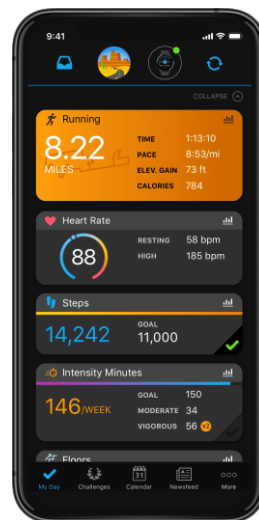 9:41
COLLAPSE
Running
8.22
MILES
TIME 1:13:10
PACE 8:53/mi
ELEV. GAIN 73 ft
CALORIES 784
Heart Rate
88
RESTING 58 bpm
HIGH 185 bpm
Steps
14,242
GOAL
11,000
Intensity Minutes
146/WEEK
GOAL 150
MODERATE 34
VIGOROUS 56 x2
Floors
31
My Day Challenges Calendar Newsfeed More